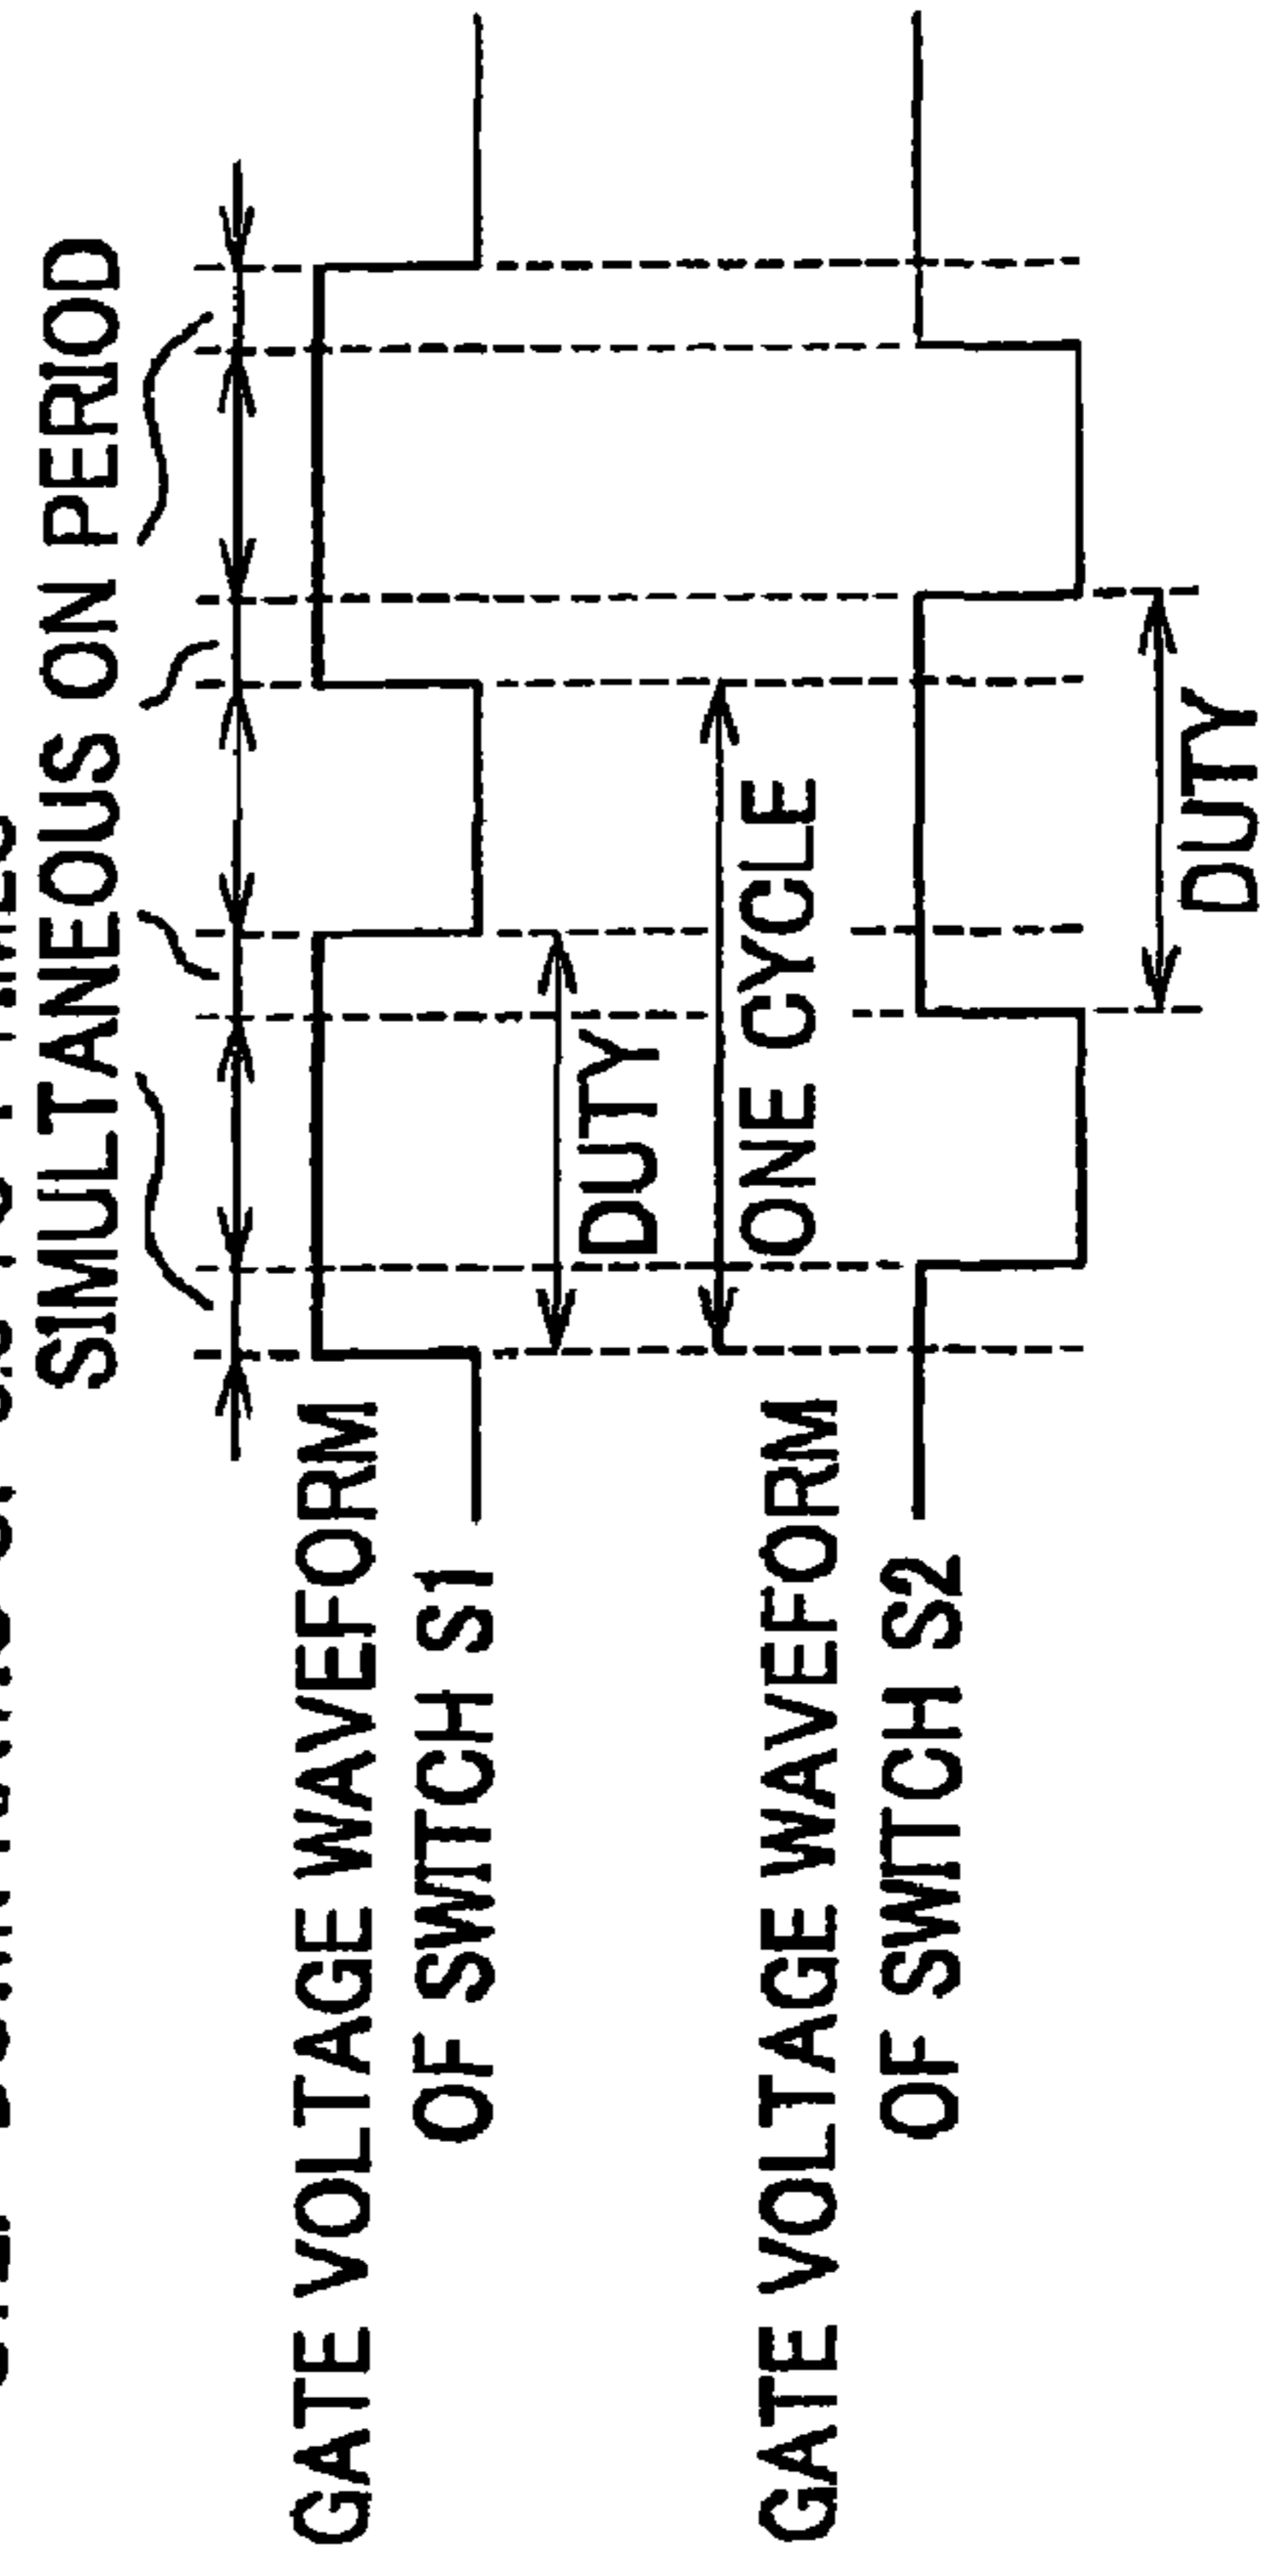 SIMULTANEOUS ON PERIOD
GATE VOLTAGE WAVEFORM
OF SWITCH S1
DUTY
ONE CYCLE
GATE VOLTAGE WAVEFORM
OF SWITCH S2
DUTY